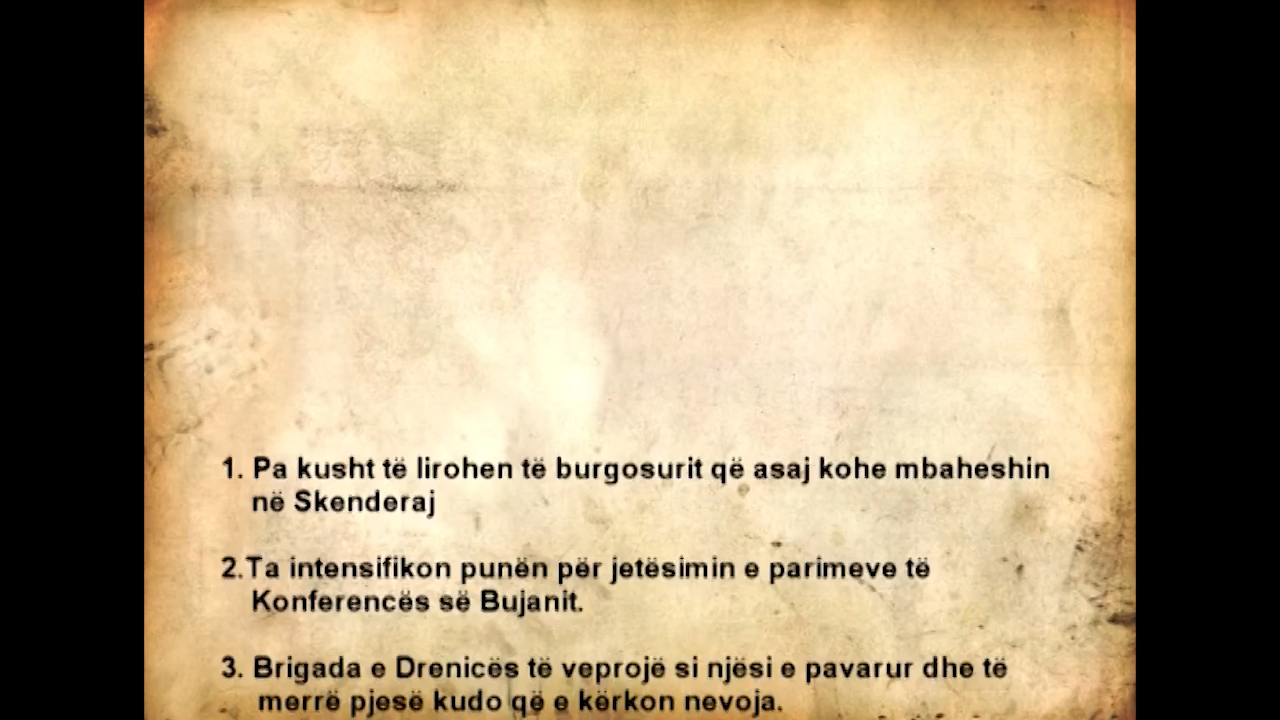 1. Pa kusht të lirohen të burgosurit që asaj kohe mbaheshin
në Skenderaj
2.Ta intensifikon punën për jetësimin e parimeve të
Konferencës së Bujanit.
3. Brigada e Drenicës të veprojë si njësi e pavarur dhe të
merrë pjesë kudo që e kërkon nevoja.